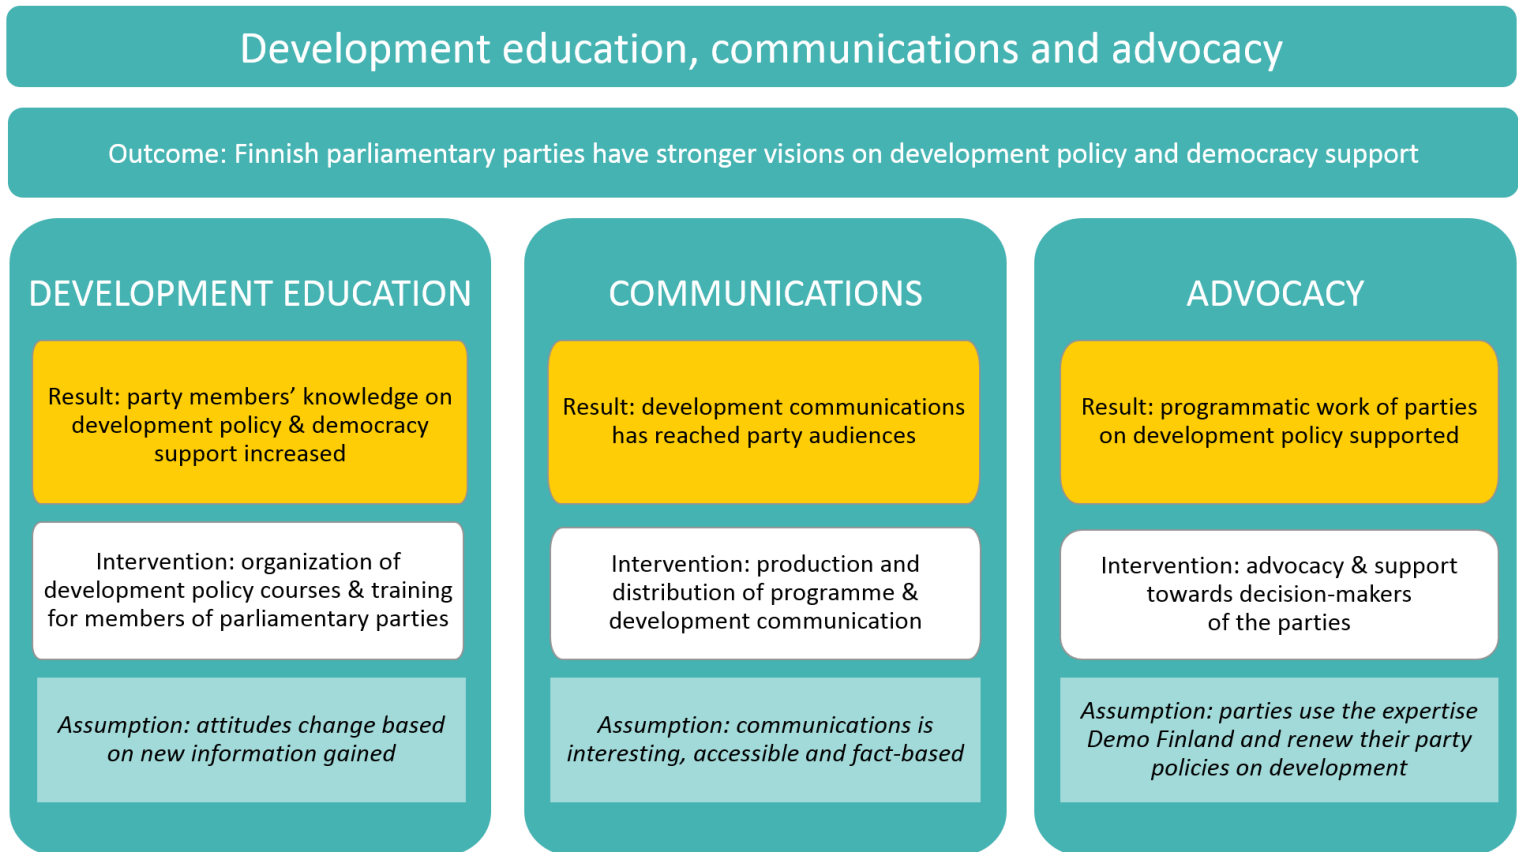 Development education, communications and advocacy
Outcome: Finnish parliamentary parties have stronger visions on development policy and democracy support
DEVELOPMENT EDUCATION
Result: party members’ knowledge on
development policy & democracy
support increased
Intervention: organization of
development policy courses & training
for members of parliamentary parties
Assumption: attitudes change based
on new information gained
COMMUNICATIONS
Result: development communications
has reached party audiences
Intervention: production and
distribution of programme &
development communication
Assumption: communications is
interesting, accessible and fact-based
ADVOCACY
Result: programmatic work of parties
on development policy supported
Intervention: advocacy & support
towards decision-makers
of the parties
Assumption: parties use the expertise
Demo Finland and renew their party
policies on development